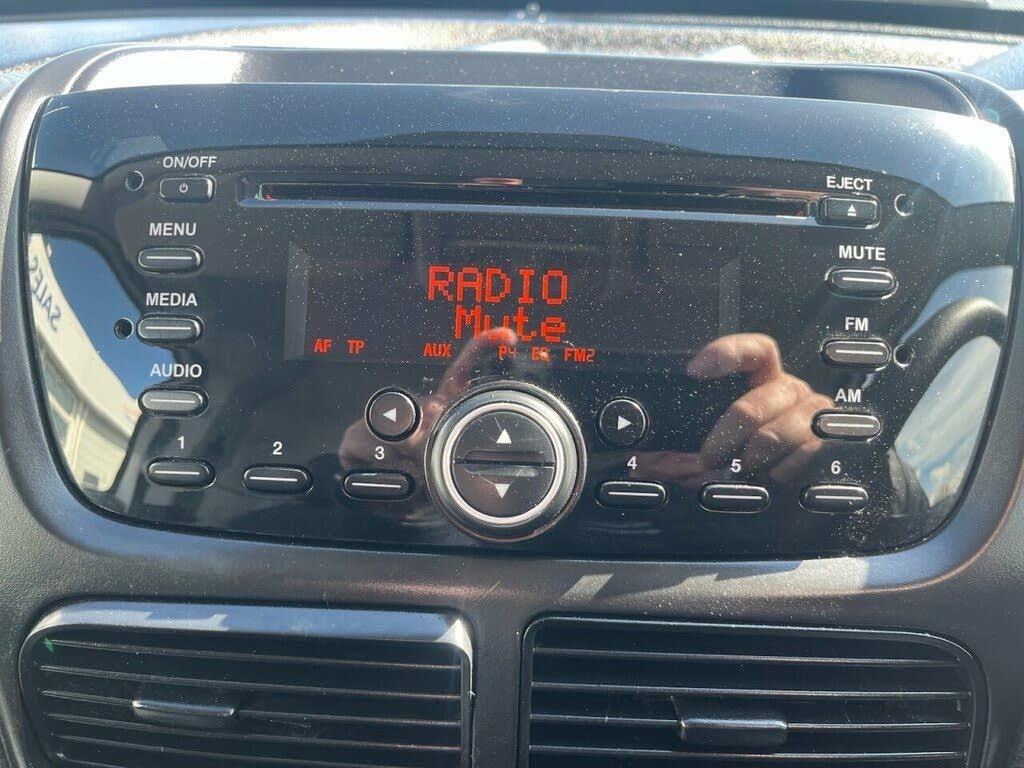 ON/OFF
EJECT
MENU
MUTE
RADIO
Mute
MEDIA
FM
AF TP AUX P4 EQ FM2
AUDIO
AM
1
2
3
4
5
6
SALES